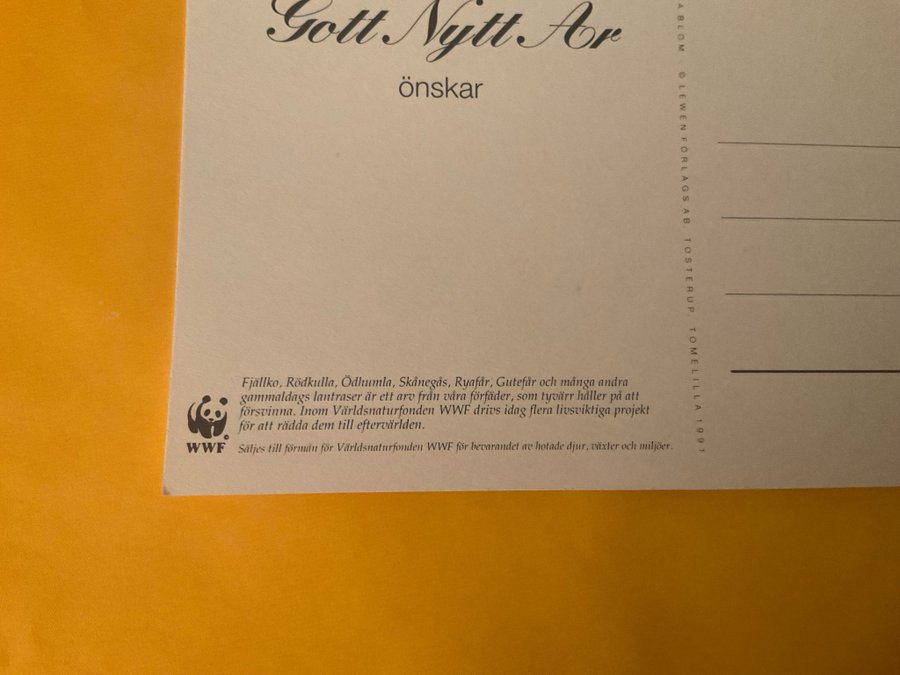 Gott Nytt År
önskar
ABLOM © LEWENFÖRLAGS AB. TOSTERUP. TOMELILLA 1991
Fjällko, Rödkulla, Ödhumla, Skånegås, Ryafår, Gutefår och många andra
gammaldags lantraser är ett arv från våra förfäder, som tyvärr håller på att
försvinna. Inom Världsnaturfonden WWF drivs idag flera livsviktiga projekt
för att rädda dem till eftervärlden.
WWF
Säljes till förmån för Världsnaturfonden WWF för bevarandet av hotade djur, växter och miljöer.